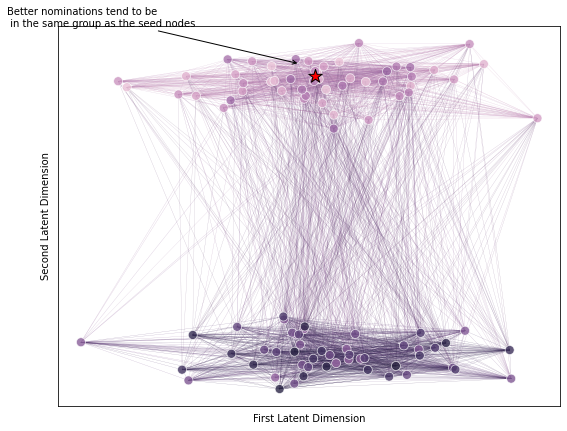 Better nominations tend to be
in the same group as the seed nodes
Second Latent Dimension
First Latent Dimension